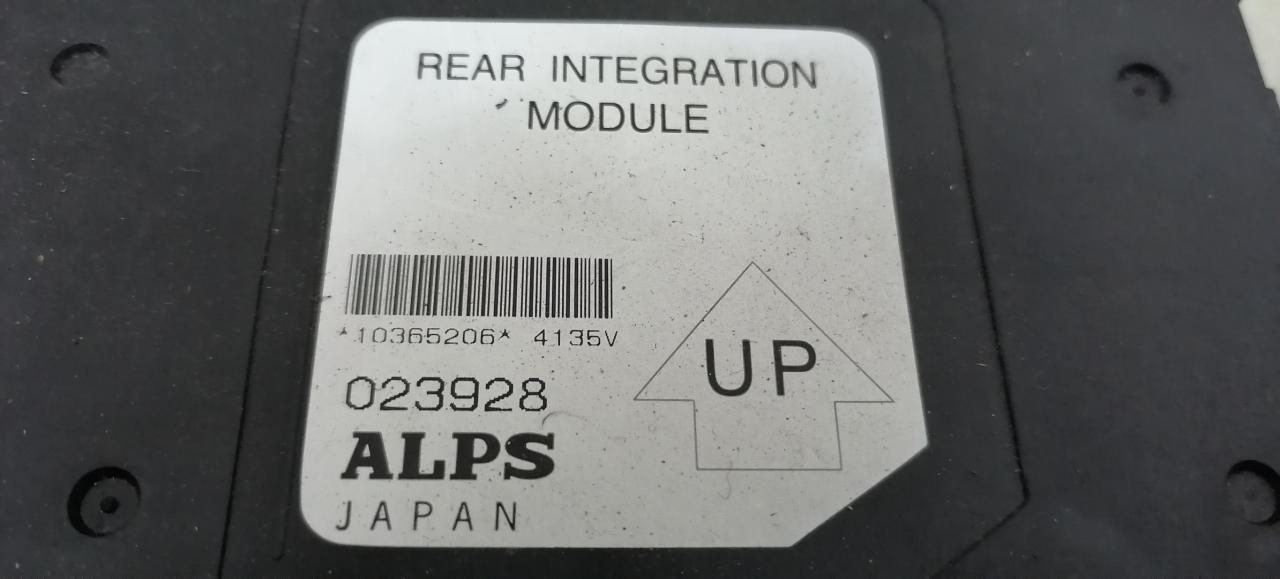 REAR INTEGRATION
MODULE
*10365206* 4135V
023928
ALPS
JAPAN
UP